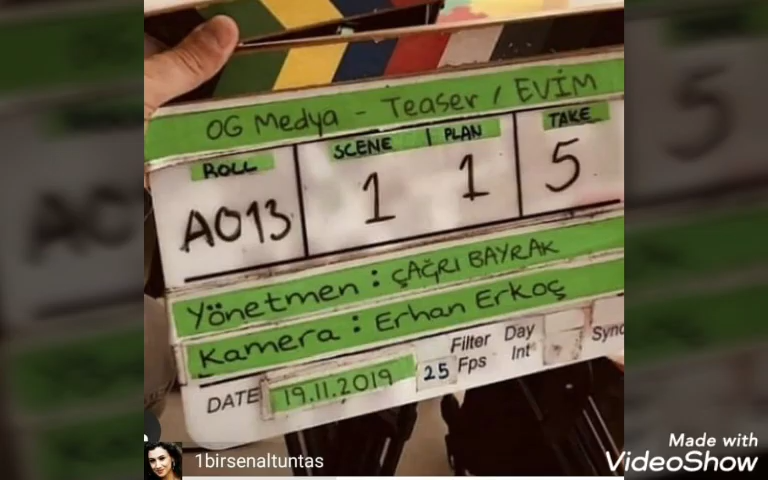 OG Medya - Teaser / EVİM
ROLL SCENE PLAN TAKE
A013 1 1 5
Yönetmen : ÇAĞRI BAYRAK
Kamera : Erhan Erkoç
DATE 19.11.2019 25 Filter Fps Day Int Sync
1birsenaltuntas
Made with
VideoShow